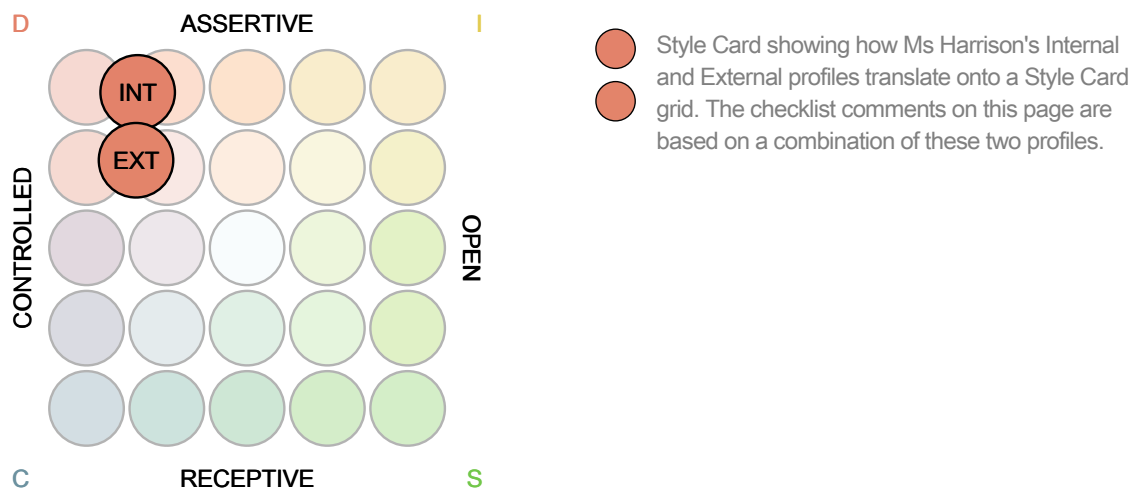 D
ASSERTIVE
I
INT
EXT
CONTROLLED
OPEN
C
RECEPTIVE
S
Style Card showing how Ms Harrison's Internal
and External profiles translate onto a Style Card
grid. The checklist comments on this page are
based on a combination of these two profiles.